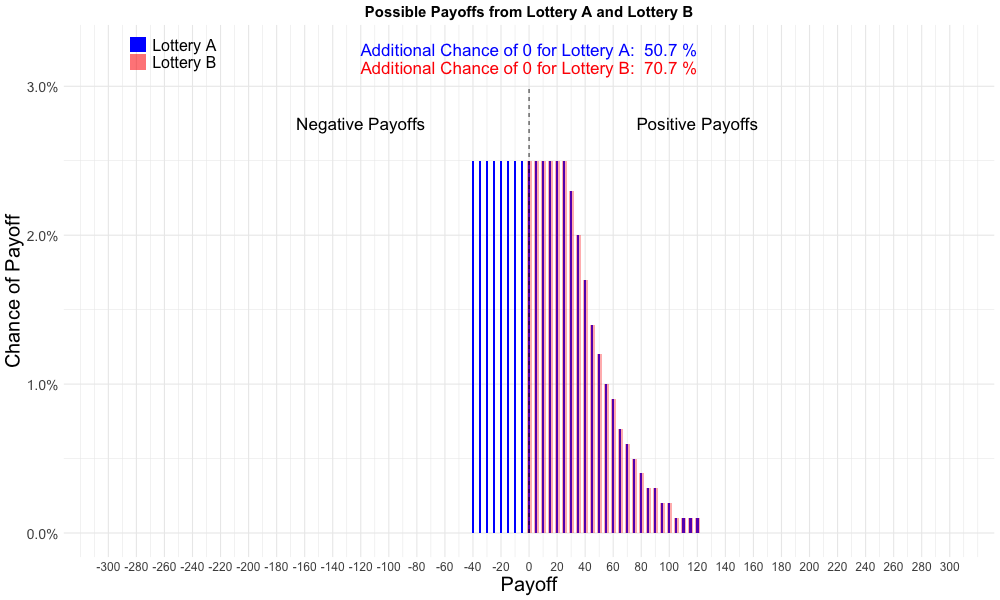 Possible Payoffs from Lottery A and Lottery B
Lottery A
Lottery B
Additional Chance of 0 for Lottery A:  50.7 %
Additional Chance of 0 for Lottery B:  70.7 %
Negative Payoffs
Positive Payoffs
Chance of Payoff
3.0%
2.0%
1.0%
0.0%
-300 -280 -260 -240 -220 -200 -180 -160 -140 -120 -100 -80 -60 -40 -20 0 20 40 60 80 100 120 140 160 180 200 220 240 260 280 300
Payoff